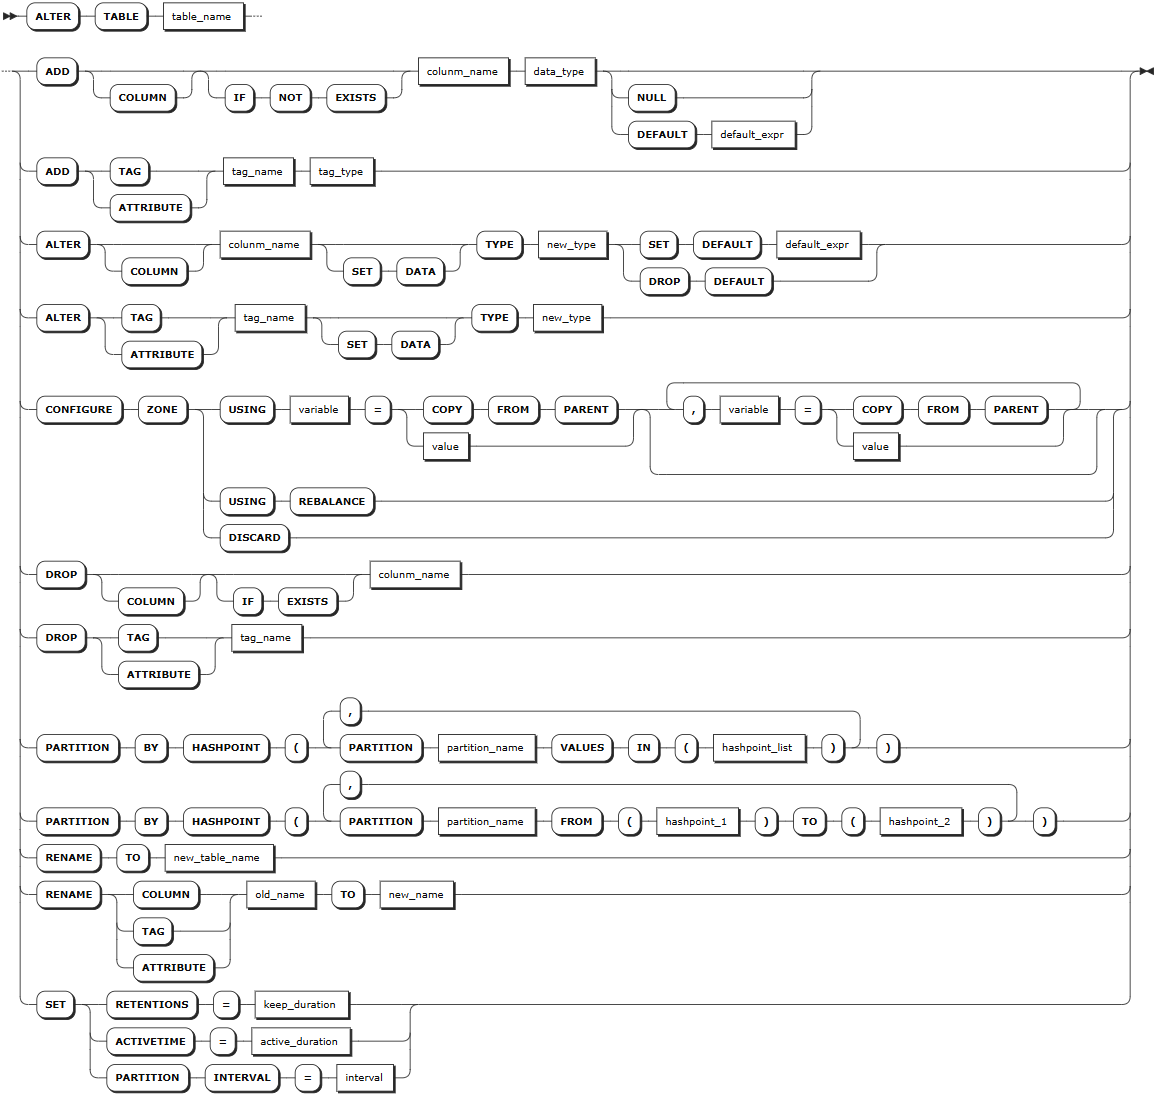 ALTER TABLE table_name
ADD colunm_name data_type
COLUMN IF NOT EXISTS NULL
DEFAULT default_expr
ADD TAG tag_name tag_type
ATTRIBUTE
ALTER colunm_name TYPE new_type SET DEFAULT default_expr
COLUMN SET DATA DROP DEFAULT
ALTER TAG tag_name TYPE new_type
ATTRIBUTE SET DATA
CONFIGURE ZONE USING variable = COPY FROM PARENT , variable = COPY FROM PARENT
value value
USING REBALANCE
DISCARD
DROP colunm_name
COLUMN IF EXISTS
DROP TAG tag_name
ATTRIBUTE
,
PARTITION BY HASHPOINT ( PARTITION partition_name VALUES IN ( hashpoint_list ) )
,
PARTITION BY HASHPOINT ( PARTITION partition_name FROM ( hashpoint_1 ) TO ( hashpoint_2 ) )
RENAME TO new_table_name
RENAME COLUMN old_name TO new_name
TAG
ATTRIBUTE
SET RETENTIONS = keep_duration
ACTIVETIME = active_duration
PARTITION INTERVAL = interval